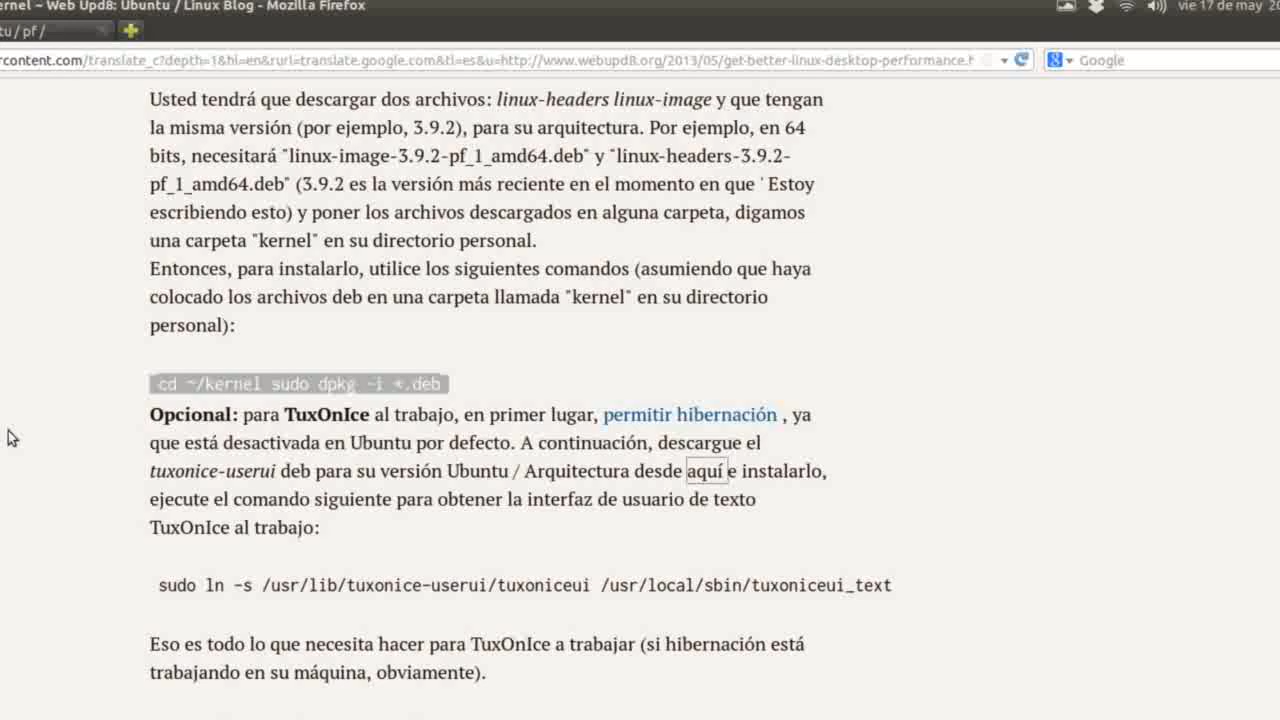 ernel ~ Web Upd8: Ubuntu / Linux Blog - Mozilla Firefox
vie 17 de may
tu / pf /
rcontent.com/translate_c?depth=1&hl=en&rurl=translate.google.com&tl=es&u=http://www.webupd8.org/2013/05/get-better-linux-desktop-performance.h
Google
Usted tendrá que descargar dos archivos: linux-headers linux-image y que tengan
la misma versión (por ejemplo, 3.9.2), para su arquitectura. Por ejemplo, en 64
bits, necesitará "linux-image-3.9.2-pf_1_amd64.deb" y "linux-headers-3.9.2-
pf_1_amd64.deb" (3.9.2 es la versión más reciente en el momento en que ' Estoy
escribiendo esto) y poner los archivos descargados en alguna carpeta, digamos
una carpeta "kernel" en su directorio personal.
Entonces, para instalarlo, utilice los siguientes comandos (asumiendo que haya
colocado los archivos deb en una carpeta llamada "kernel" en su directorio
personal):
cd ~/kernel sudo dpkg -i *.deb
Opcional: para TuxOnIce al trabajo, en primer lugar, permitir hibernación , ya
que está desactivada en Ubuntu por defecto. A continuación, descargue el
tuxonice-userui deb para su versión Ubuntu / Arquitectura desde aquí e instalarlo,
ejecute el comando siguiente para obtener la interfaz de usuario de texto
TuxOnIce al trabajo:
sudo ln -s /usr/lib/tuxonice-userui/tuxoniceui /usr/local/sbin/tuxoniceui_text
Eso es todo lo que necesita hacer para TuxOnIce a trabajar (si hibernación está
trabajando en su máquina, obviamente).